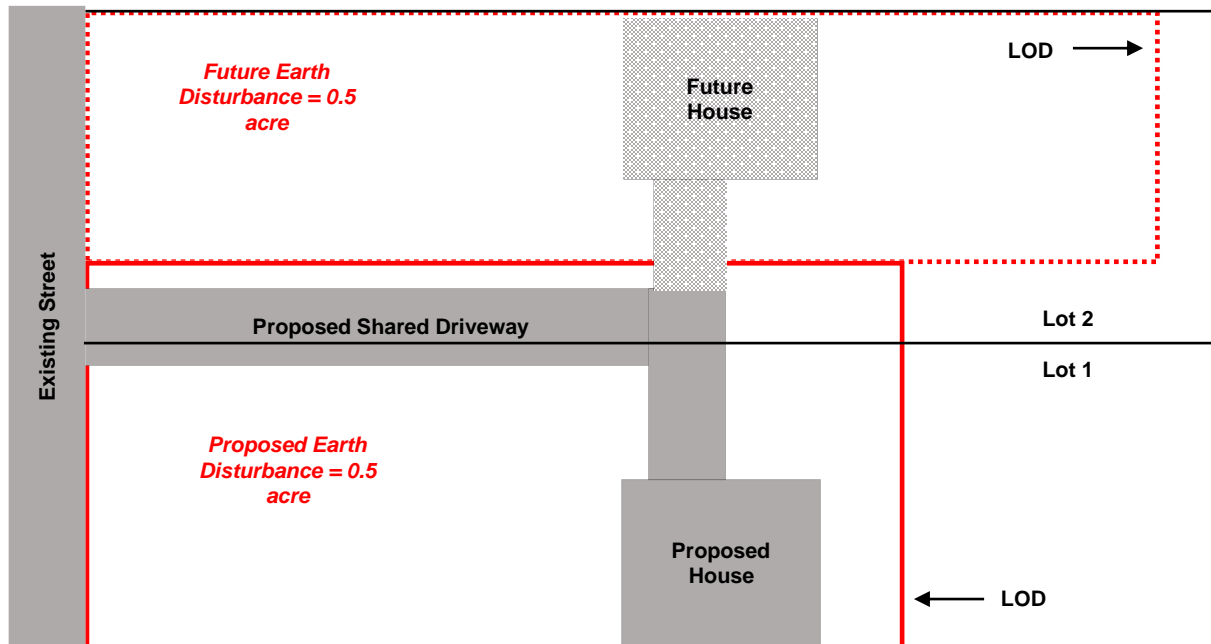 Future Earth
Disturbance = 0.5
acre
LOD
Future
House
Existing Street
Proposed Shared Driveway
Lot 2
Lot 1
Proposed Earth
Disturbance = 0.5
acre
Proposed
House
LOD